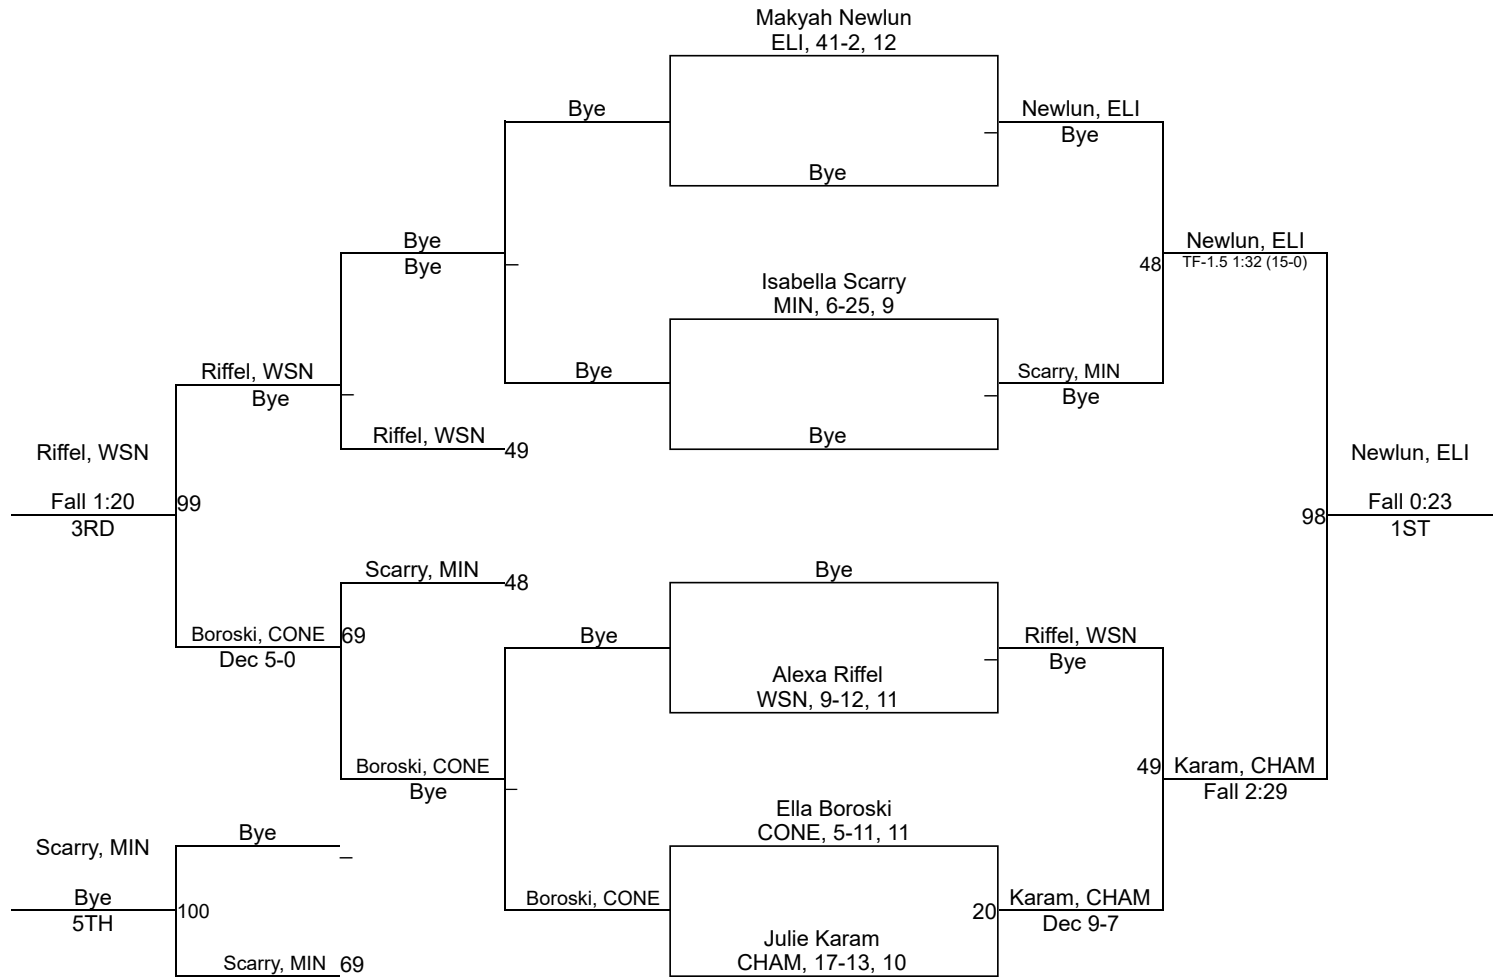 Makyah Newlun
ELI, 41-2, 12
Bye
Newlun, ELI
Bye
Bye
Bye
Bye
Newlun, ELI
48
TF-1.5 1:32 (15-0)
Isabella Scarry
MIN, 6-25, 9
Riffel, WSN
Bye
Bye
Scarry, MIN
Bye
Riffel, WSN
49
Bye
Riffel, WSN
Fall 1:20
99
3RD
Newlun, ELI
Fall 0:23
98
1ST
Scarry, MIN
48
Bye
Boroski, CONE
69
Dec 5-0
Bye
Riffel, WSN
Bye
Alexa Riffel
WSN, 9-12, 11
Boroski, CONE
Bye
49
Karam, CHAM
Fall 2:29
Ella Boroski
CONE, 5-11, 11
Scarry, MIN
Bye
Bye
100
5TH
Boroski, CONE
20
Karam, CHAM
Dec 9-7
Julie Karam
CHAM, 17-13, 10
Scarry, MIN
69